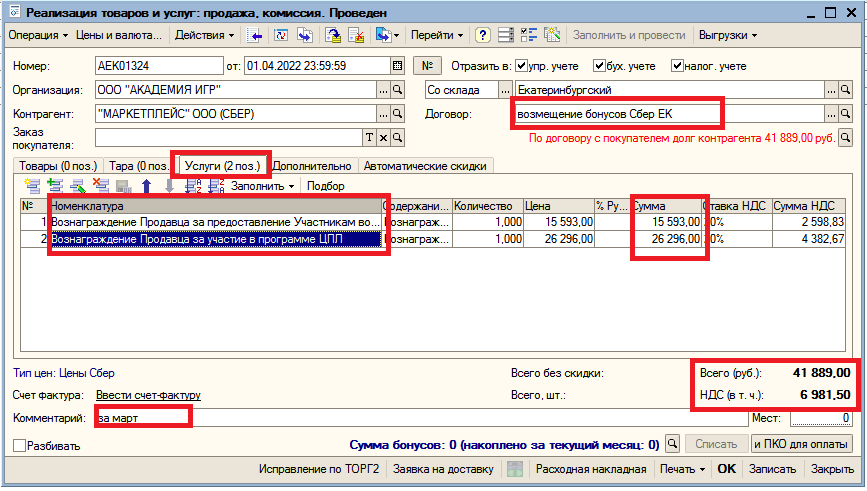 Реализация товаров и услуг: продажа, комиссия. Проведен
Операция Цены и валюта... Действия Перейти ? Заполнить и провести Выгрузки
Номер: АЕК01324 от: 01.04.2022 23:59:59 № Отразить в: упр. учете бух. учете налог. учете
Организация: ООО "АКАДЕМИЯ ИГР" ... Со склада ... Екатеринбургский ...
Контрагент: "МАРКЕТПЛЕЙС" ООО (СБЕР) ... Договор: возмещение бонусов Сбер ЕК ...
Заказ покупателя: T × По договору с покупателем долг контрагента 41 889,00 руб.
Товары (0 поз.) Тара (0 поз. Услуги (2 поз.) Дополнительно Автоматические скидки
Заполнить Подбор
№ Номенклатура Содержани... Количество Цена % Ру... Сумма Ставка НДС Сумма НДС
1 Вознаграждение Продавца за предоставление Участникам во... Вознаграж... 1,000 15 593,00 15 593,00 20% 2 598,83
2 Вознаграждение Продавца за участие в программе ЦПЛ Вознаграж... 1,000 26 296,00 26 296,00 20% 4 382,67
Тип цен: Цены Сбер Всего без скидки: Всего (руб.): 41 889,00
Счет фактура: Ввести счет-фактуру Всего, шт.: НДС (в т. ч.): 6 981,50
Комментарий: за март Мест: 0
Разбивать Сумма бонусов: 0 (накоплено за текущий месяц: 0) Списать и ПКО для оплаты
Исправление по ТОРГ2 Заявка на доставку Расходная накладная Печать OK Записать Закрыть